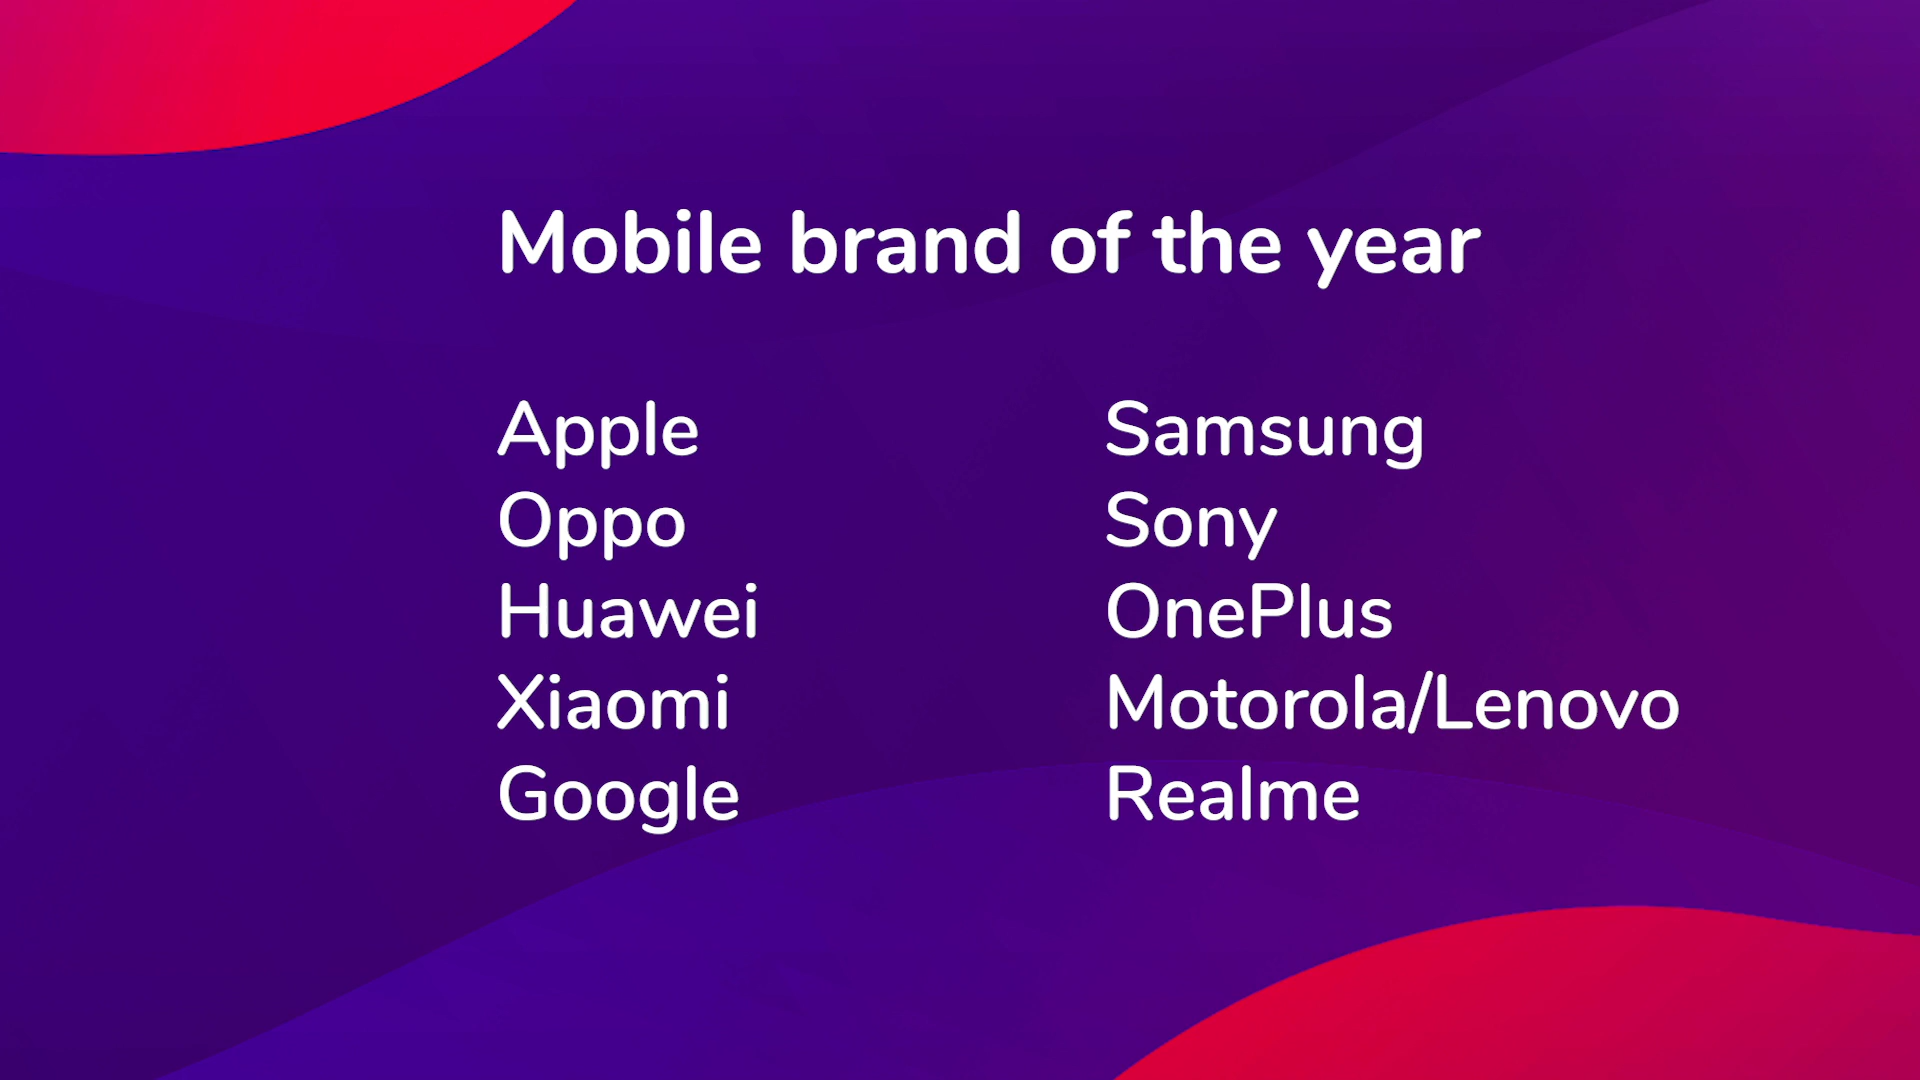 Mobile brand of the year
Apple
Oppo
Huawei
Xiaomi
Google
Samsung
Sony
OnePlus
Motorola/Lenovo
Realme